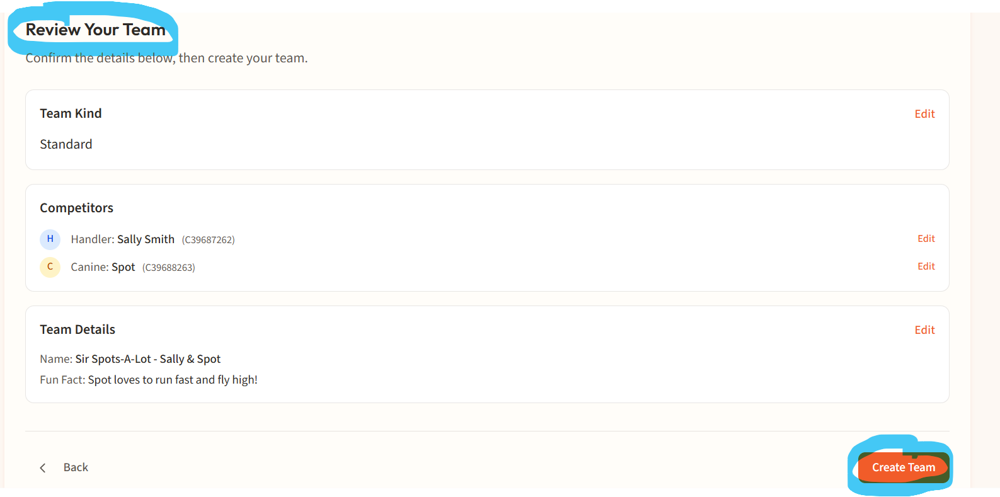 Review Your Team
Confirm the details below, then create your team.
Team Kind
Edit
Standard
Competitors
H
Handler: Sally Smith (C39687262)
Edit
C
Canine: Spot (C39688263)
Edit
Team Details
Edit
Name: Sir Spots-A-Lot - Sally & Spot
Fun Fact: Spot loves to run fast and fly high!
Back
Create Team